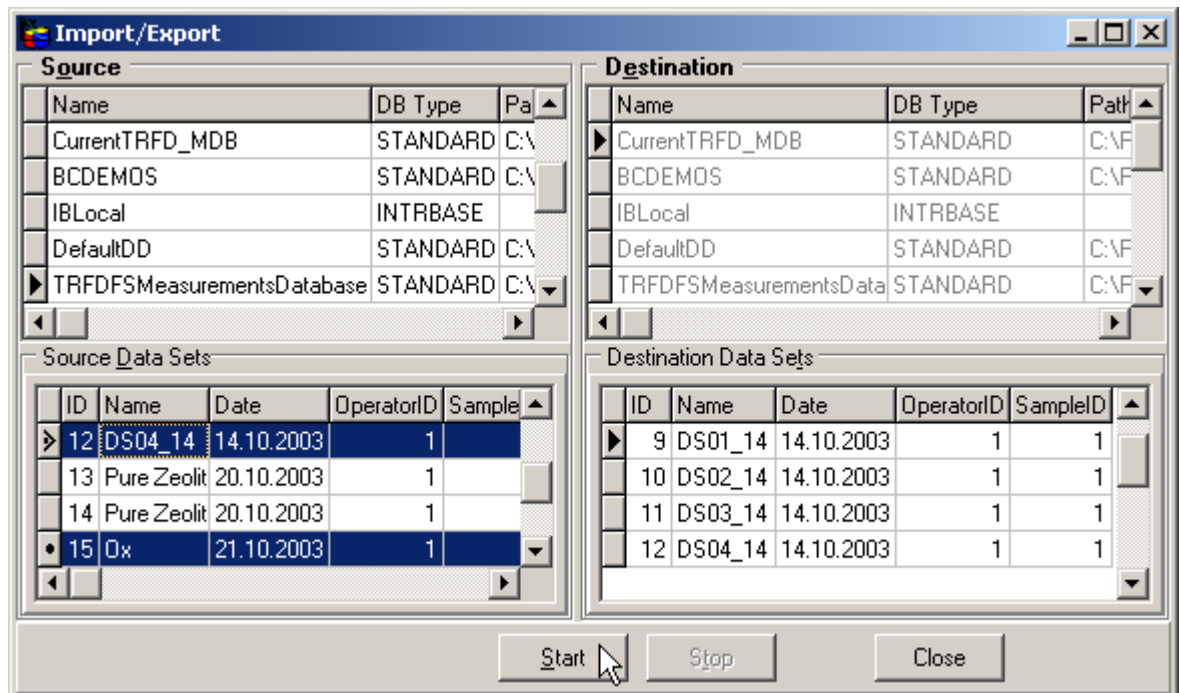 Import/Export
Source
Name DB Type Pa
CurrentTRFD_MDB STANDARD C:\
BCDEMOS STANDARD C:\
IBLocal INTRBASE
DefaultDD STANDARD C:\
TRFDFSMeasurementsDatabase STANDARD C:\
Destination
Name DB Type Path
CurrentTRFD_MDB STANDARD C:\F
BCDEMOS STANDARD C:\F
IBLocal INTRBASE
DefaultDD STANDARD C:\F
TRFDFSMeasurementsData STANDARD C:\F
Source Data Sets
ID Name Date OperatorID Sample
12 DS04_14 14.10.2003 1
13 Pure Zeolit 20.10.2003 1
14 Pure Zeolit 20.10.2003 1
15 Ox 21.10.2003 1
Destination Data Sets
ID Name Date OperatorID SampleID
9 DS01_14 14.10.2003 1 1
10 DS02_14 14.10.2003 1 1
11 DS03_14 14.10.2003 1 1
12 DS04_14 14.10.2003 1 1
Start Stop Close